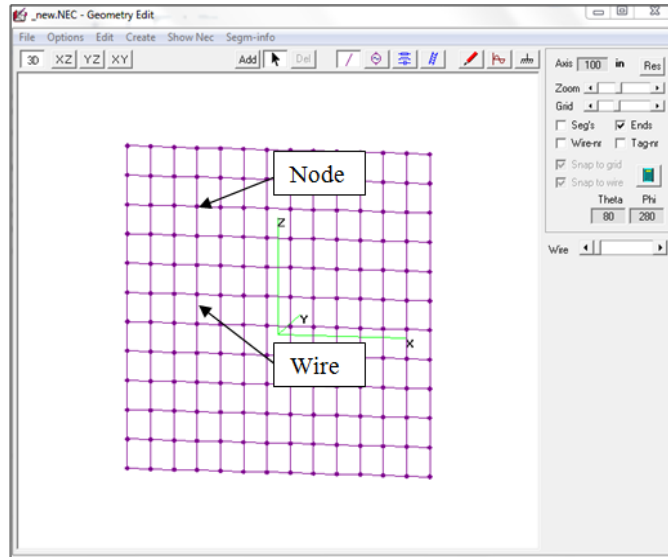 _new.NEC - Geometry Edit
File Options Edit Create Show Nec Segm-info
3D XZ YZ XY Add Del
Axis 100 in Res
Zoom
Grid
Seg's Ends
Wire-nr Tag-nr
Snap to grid
Snap to wire
Theta Phi
80 280
Wire
Node
Z
Y
X
Wire